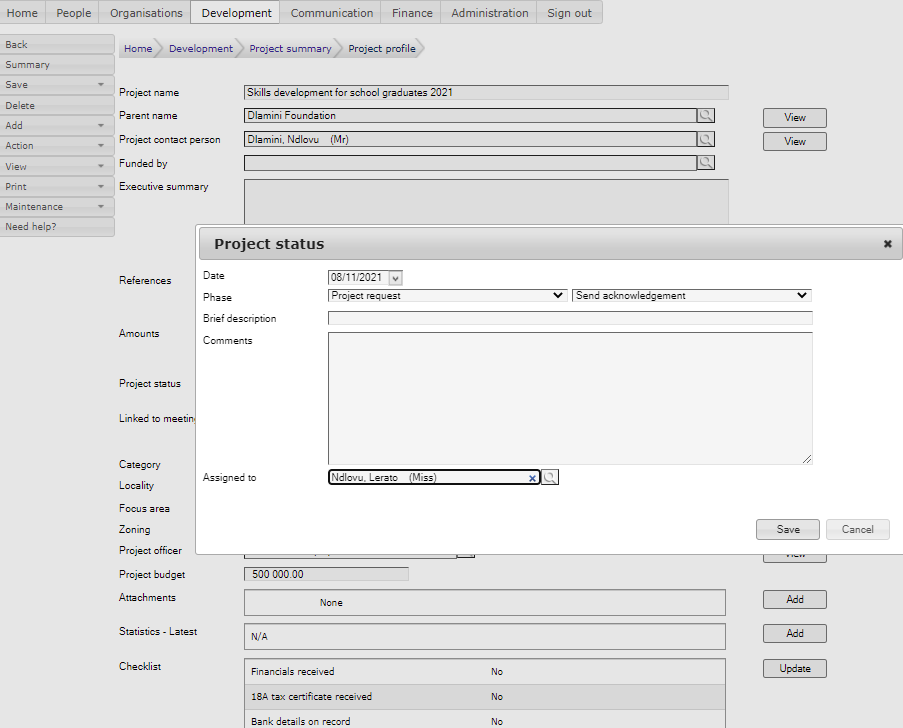 Home People Organisations Development Communication Finance Administration Sign out
Back
Summary
Save
Delete
Add
Action
View
Print
Maintenance
Need help?
Home Development Project summary Project profile
Project name Skills development for school graduates 2021
Parent name Dlamini Foundation View
Project contact person Dlamini, Ndlovu (Mr) View
Funded by
Executive summary
References
Amounts
Project status
Linked to meetin
Category
Locality
Focus area
Zoning
Project officer
Project status
Date 08/11/2021
Phase Project request Send acknowledgement
Brief description
Comments
Assigned to Ndlovu, Lerato (Miss)
Save Cancel
View
Project budget 500 000.00
Attachments None Add
Statistics - Latest N/A Add
Checklist Financials received No Update
18A tax certificate received No
Bank details on record No